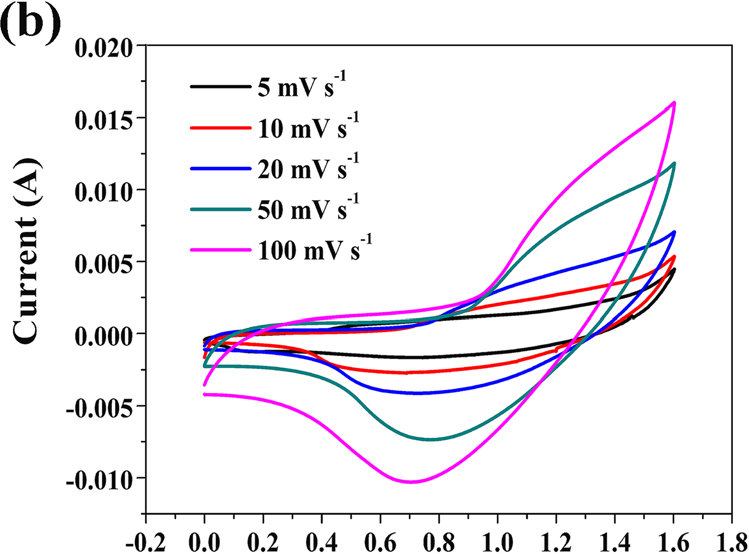 (b)
0.020
0.015
0.010
0.005
0.000
-0.005
-0.010
Current (A)
5 mV s⁻¹
10 mV s⁻¹
20 mV s⁻¹
50 mV s⁻¹
100 mV s⁻¹
-0.2 0.0 0.2 0.4 0.6 0.8 1.0 1.2 1.4 1.6 1.8